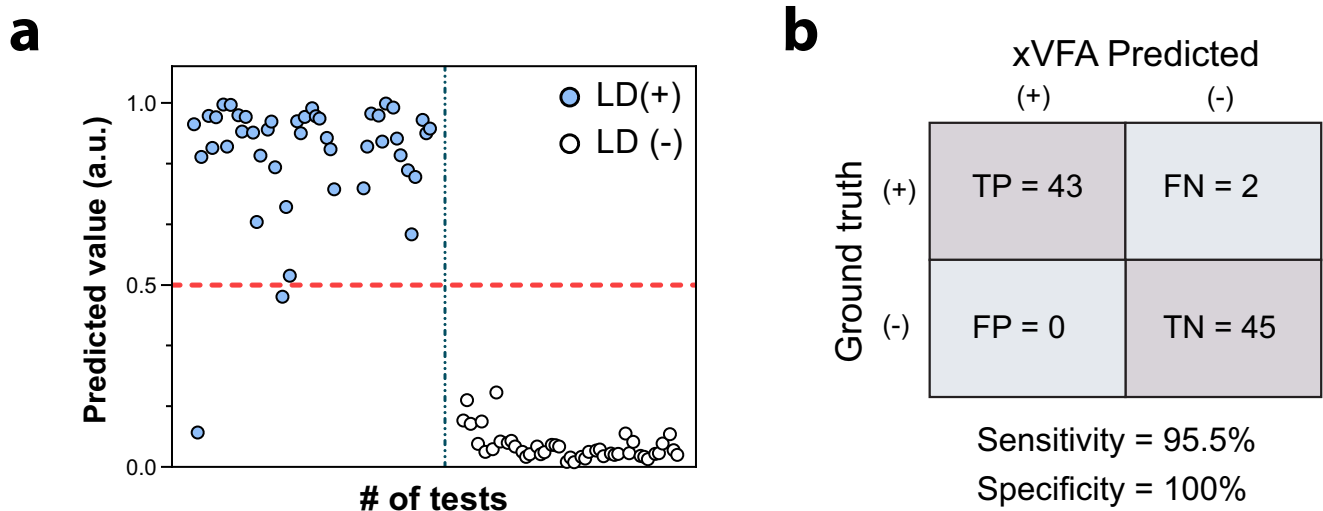 a
1.0
0.5
0.0
Predicted value (a.u.)
# of tests
LD(+)
LD (-)
b
xVFA Predicted
(+)
(-)
Ground truth
(+)
TP = 43
FN = 2
(-)
FP = 0
TN = 45
Sensitivity = 95.5%
Specificity = 100%